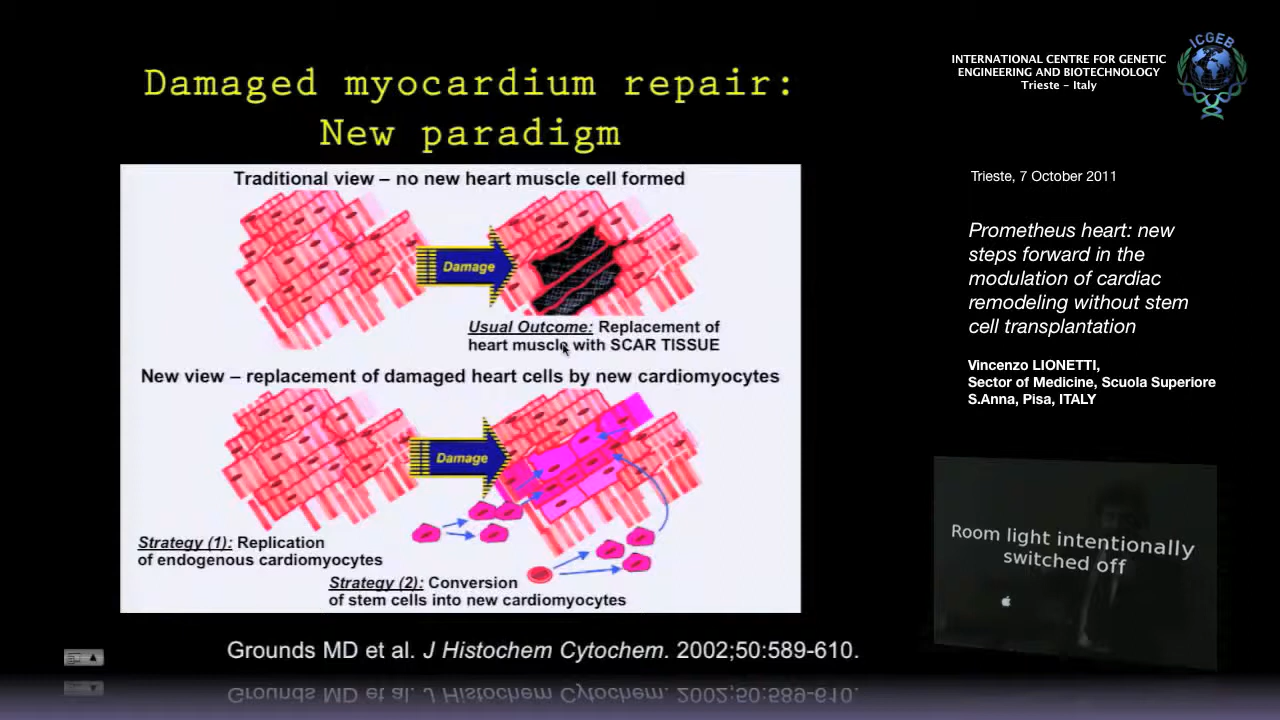 Damaged myocardium repair:
New paradigm
Traditional view – no new heart muscle cell formed
Damage
Usual Outcome: Replacement of
heart muscle with SCAR TISSUE
New view – replacement of damaged heart cells by new cardiomyocytes
Damage
Strategy (1): Replication
of endogenous cardiomyocytes
Strategy (2): Conversion
of stem cells into new cardiomyocytes
Grounds MD et al. J Histochem Cytochem. 2002;50:589-610.
INTERNATIONAL CENTRE FOR GENETIC
ENGINEERING AND BIOTECHNOLOGY
Trieste - Italy
ICGEB
Trieste, 7 October 2011
Prometheus heart: new
steps forward in the
modulation of cardiac
remodeling without stem
cell transplantation
Vincenzo LIONETTI,
Sector of Medicine, Scuola Superiore
S.Anna, Pisa, ITALY
Room light intentionally
switched off